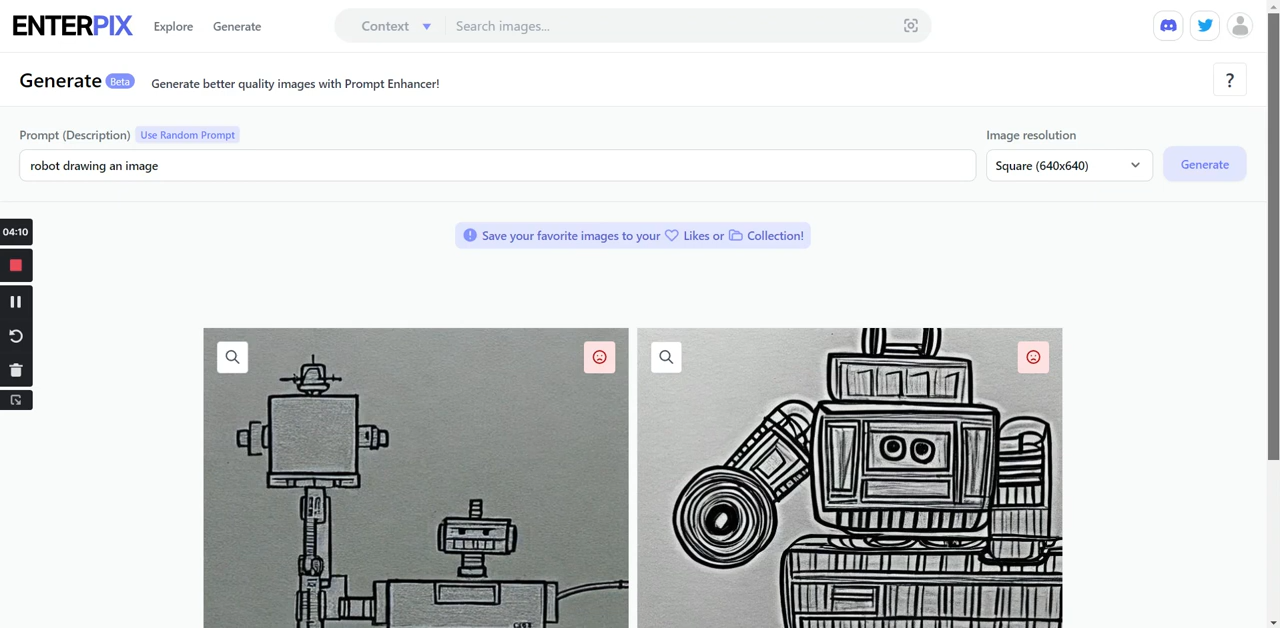 ENTERPIX Explore Generate Context Search images...
Generate Beta Generate better quality images with Prompt Enhancer! ?
Prompt (Description) Use Random Prompt Image resolution
robot drawing an image Square (640x640) Generate
04:10
Save your favorite images to your Likes or Collection!